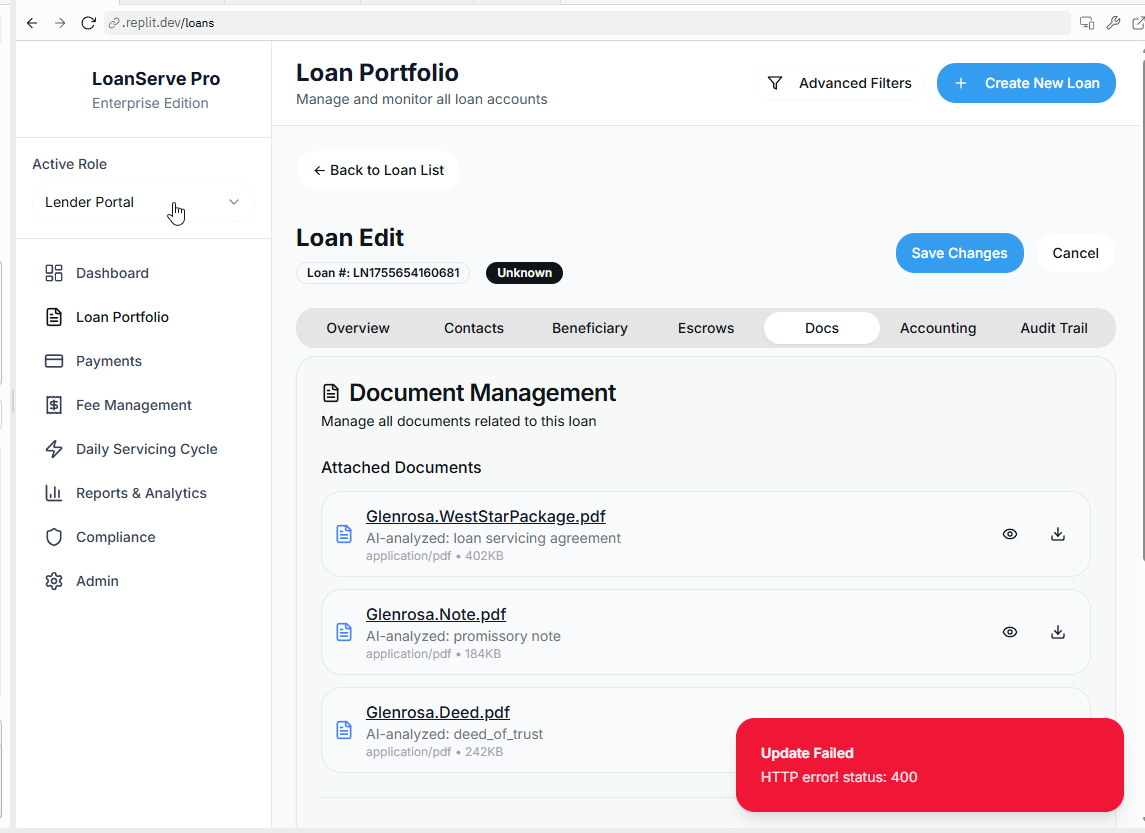 .replit.dev/loans
LoanServe Pro
Enterprise Edition
Active Role
Lender Portal
Dashboard
Loan Portfolio
Payments
Fee Management
Daily Servicing Cycle
Reports & Analytics
Compliance
Admin
Loan Portfolio
Manage and monitor all loan accounts
Advanced Filters
+ Create New Loan
← Back to Loan List
Loan Edit
Loan #: LN1755654160681
Unknown
Save Changes
Cancel
Overview Contacts Beneficiary Escrows Docs Accounting Audit Trail
Document Management
Manage all documents related to this loan
Attached Documents
Glenrosa.WestStarPackage.pdf
AI-analyzed: loan servicing agreement
application/pdf • 402KB
Glenrosa.Note.pdf
AI-analyzed: promissory note
application/pdf • 184KB
Glenrosa.Deed.pdf
AI-analyzed: deed_of_trust
application/pdf • 242KB
Update Failed
HTTP error! status: 400